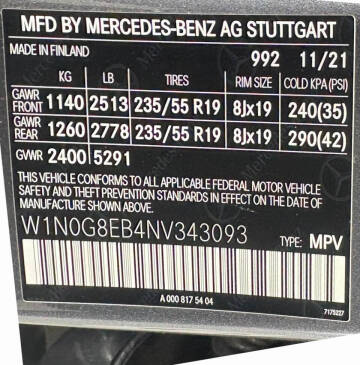 MFD BY MERCEDES-BENZ AG STUTTGART
MADE IN FINLAND 992 11/21
KG LB TIRES RIM SIZE COLD KPA (PSI)
GAWR FRONT 1140 2513 235/55 R19 8Jx19 240(35)
GAWR REAR 1260 2778 235/55 R19 8Jx19 290(42)
GWR 2400 5291
THIS VEHICLE CONFORMS TO ALL APPLICABLE FEDERAL MOTOR VEHICLE
SAFETY AND THEFT PREVENTION STANDARDS IN EFFECT ON THE DATE
OF MANUFACTURE SHOWN ABOVE.
W1N0G8EB4NV343093 TYPE: MPV
A 000 817 54 04
7175227